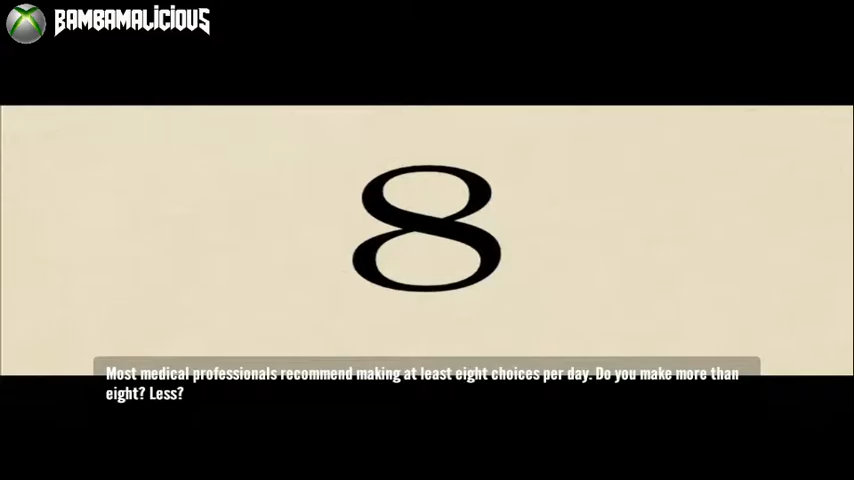 BAMBAMALICIOUS
8
Most medical professionals recommend making at least eight choices per day. Do you make more than
eight? Less?